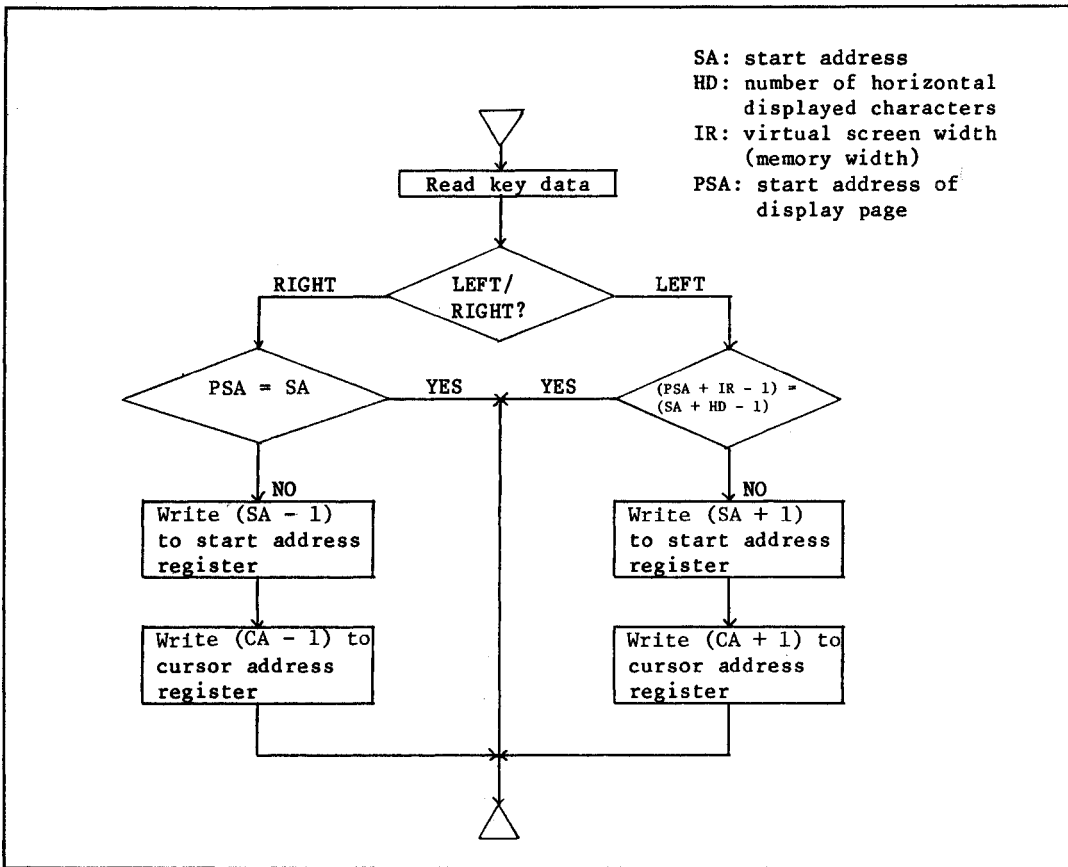 SA: start address
HD: number of horizontal
displayed characters
IR: virtual screen width
(memory width)
PSA: start address of
display page
Read key data
LEFT/
RIGHT?
RIGHT
LEFT
PSA = SA
YES
YES
(PSA + IR - 1) =
(SA + HD - 1)
NO
NO
Write (SA - 1)
to start address
register
Write (SA + 1)
to start address
register
Write (CA - 1) to
cursor address
register
Write (CA + 1) to
cursor address
register